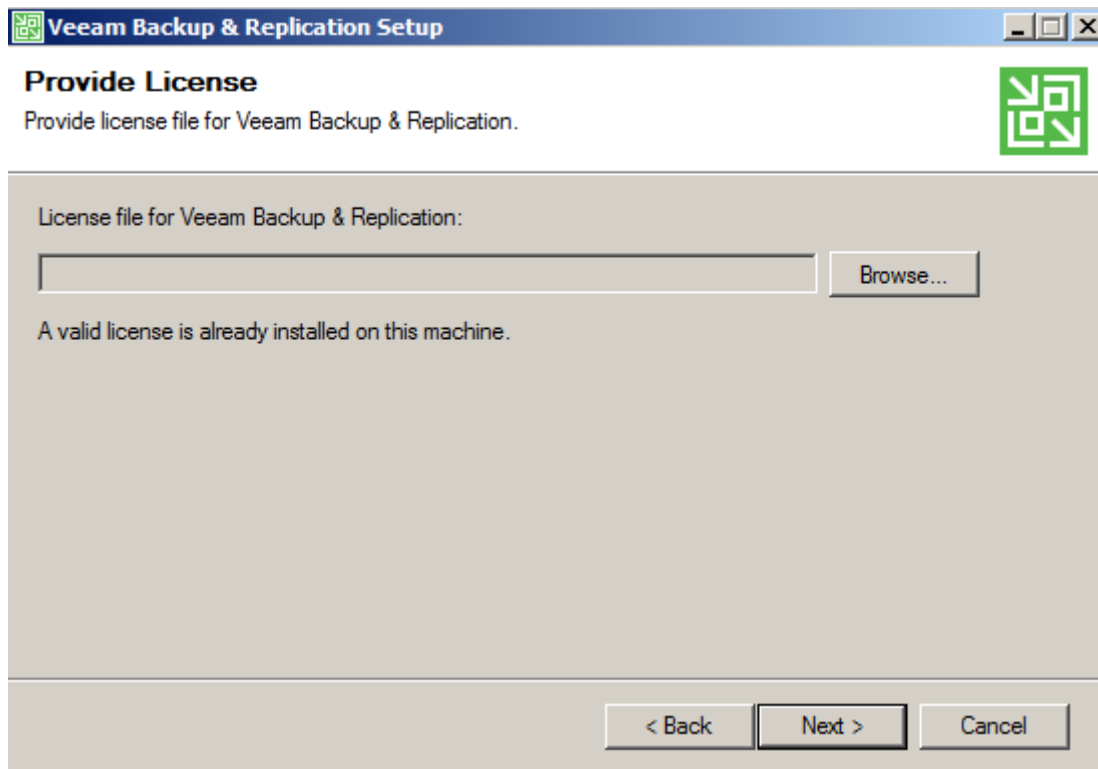 Veeam Backup & Replication Setup
Provide License
Provide license file for Veeam Backup & Replication.
License file for Veeam Backup & Replication:
Browse...
A valid license is already installed on this machine.
< Back Next > Cancel